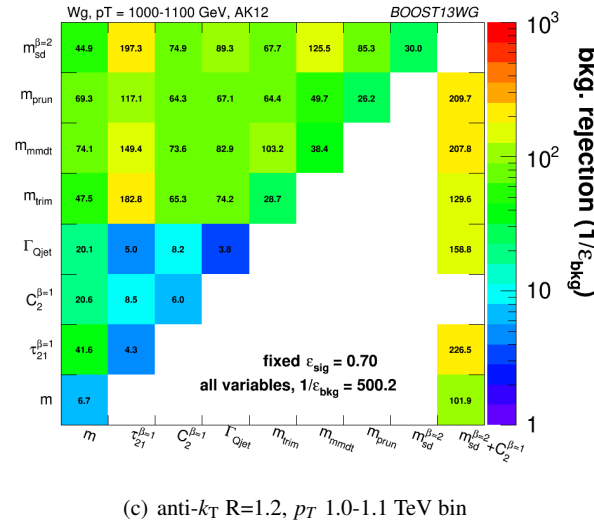 Wg, pT = 1000-1100 GeV, AK12 BOOST13WG
m_sd^β=2 44.9 197.3 74.9 89.3 67.7 125.5 85.3 30.0
m_prun 69.3 117.1 64.3 67.1 64.4 49.7 26.2 209.7
m_mmdt 74.1 149.4 73.6 82.9 103.2 38.4 207.8
m_trim 47.5 182.8 65.3 74.2 28.7 129.6
Γ_Qjet 20.1 5.0 8.2 3.8 158.8
C_2^β=1 20.6 8.5 6.0
τ_21^β=1 41.6 4.3 226.5
m 6.7 101.9
fixed ε_sig = 0.70
all variables, 1/ε_bkg = 500.2
m τ_21^β=1 C_2^β=1 Γ_Qjet m_trim m_mmdt m_prun m_sd^β=2 m_sd^β=2+C_2^β=1
10^3
10^2
10
1
bkg. rejection (1/ε_bkg)
(c) anti-k_T R=1.2, p_T 1.0-1.1 TeV bin